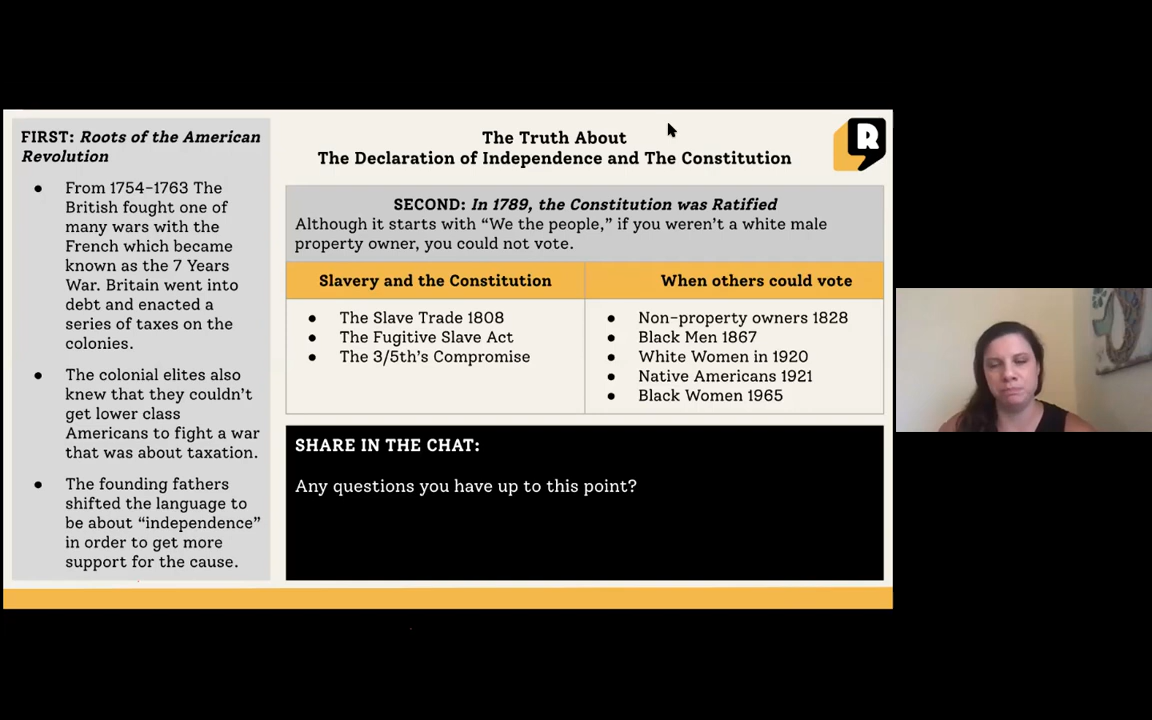 FIRST: Roots of the American
Revolution
● From 1754-1763 The
British fought one of
many wars with the
French which became
known as the 7 Years
War. Britain went into
debt and enacted a
series of taxes on the
colonies.
● The colonial elites also
knew that they couldn't
get lower class
Americans to fight a war
that was about taxation.
● The founding fathers
shifted the language to
be about “independence”
in order to get more
support for the cause.
The Truth About
The Declaration of Independence and The Constitution
R
SECOND: In 1789, the Constitution was Ratified
Although it starts with “We the people,” if you weren't a white male
property owner, you could not vote.
Slavery and the Constitution
● The Slave Trade 1808
● The Fugitive Slave Act
● The 3/5th's Compromise
When others could vote
● Non-property owners 1828
● Black Men 1867
● White Women in 1920
● Native Americans 1921
● Black Women 1965
SHARE IN THE CHAT:
Any questions you have up to this point?